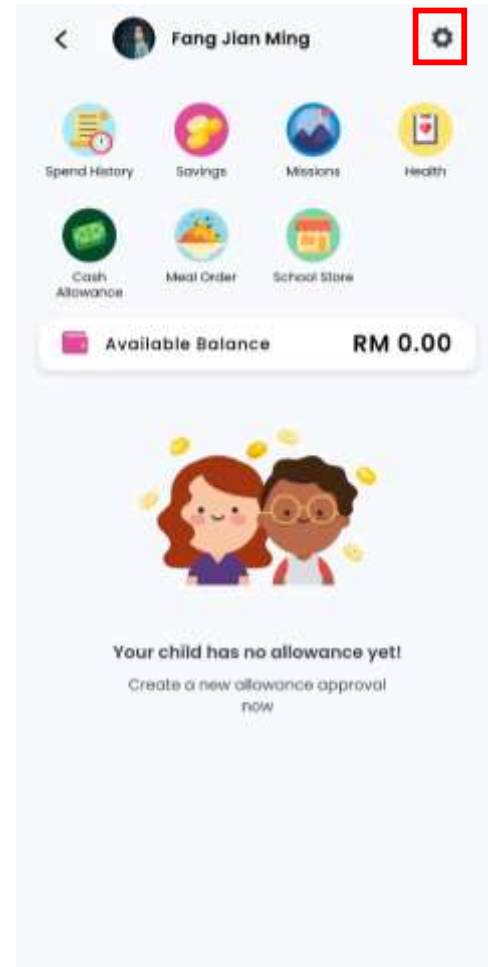 Fang Jian Ming
Spend History
Savings
Missions
Health
Cash
Allowance
Meal Order
School Store
Available Balance
RM 0.00
Your child has no allowance yet!
Create a new allowance approval
now